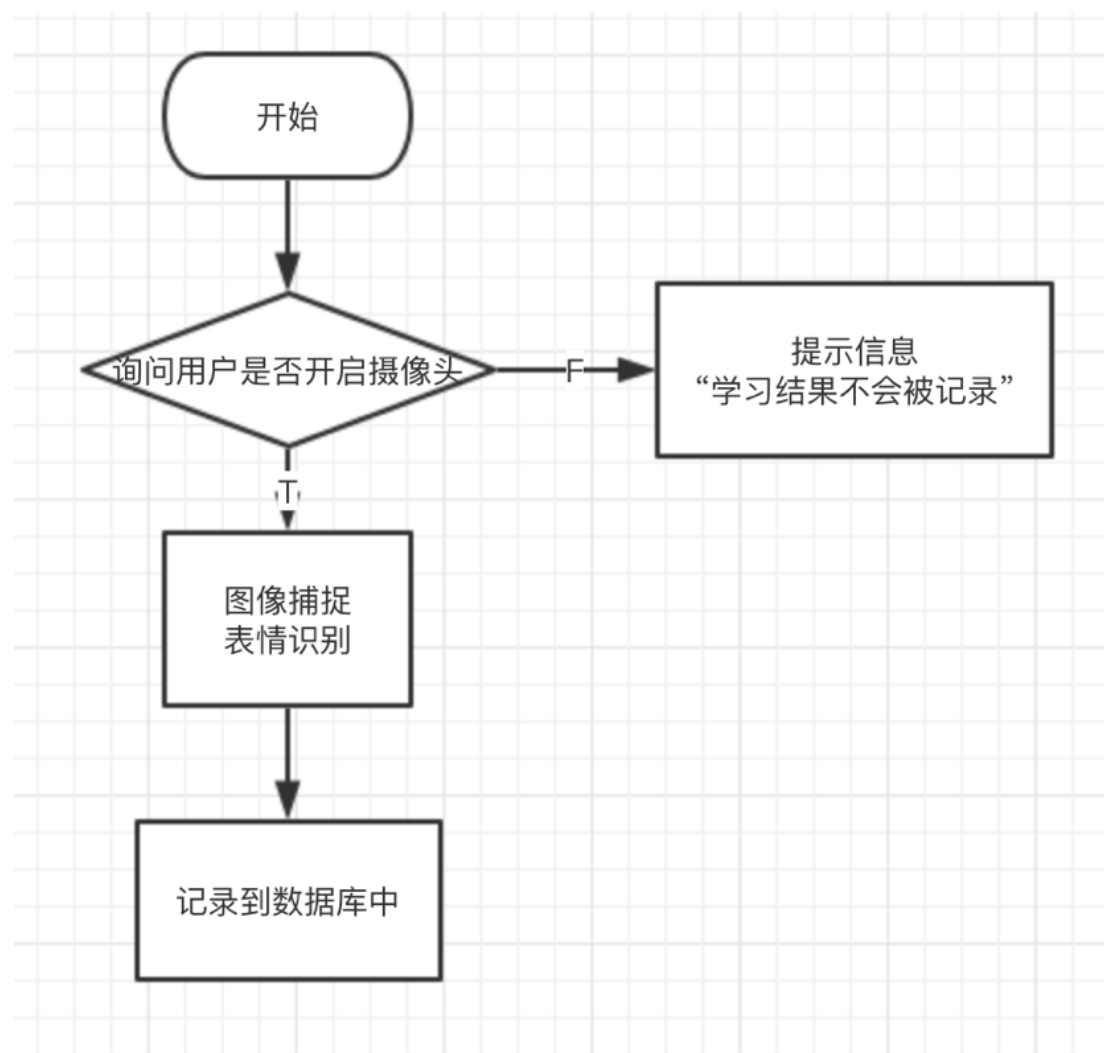 开始
询问用户是否开启摄像头
F
提示信息
“学习结果不会被记录”
T
图像捕捉
表情识别
记录到数据库中